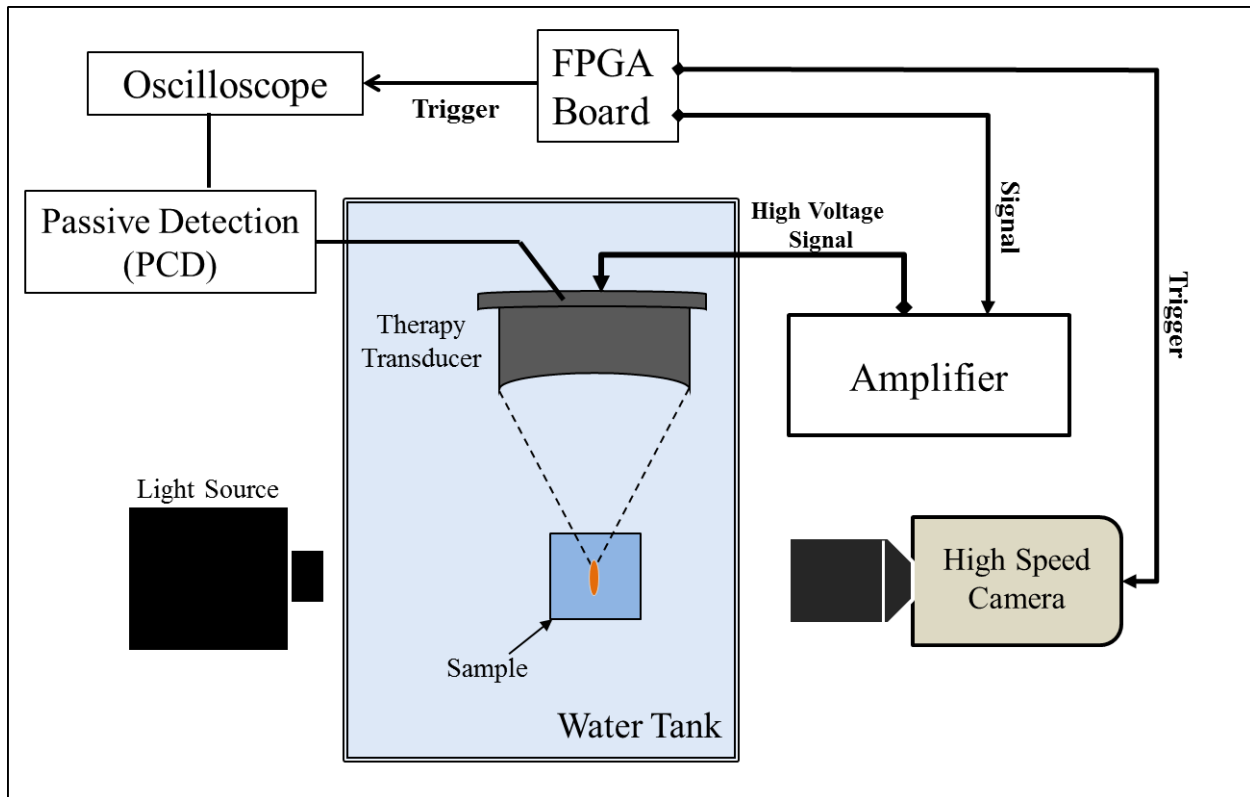 FPGA
Board
Oscilloscope
Trigger
Signal
Passive Detection
(PCD)
High Voltage
Signal
Trigger
Therapy
Transducer
Amplifier
Light Source
High Speed
Camera
Sample
Water Tank